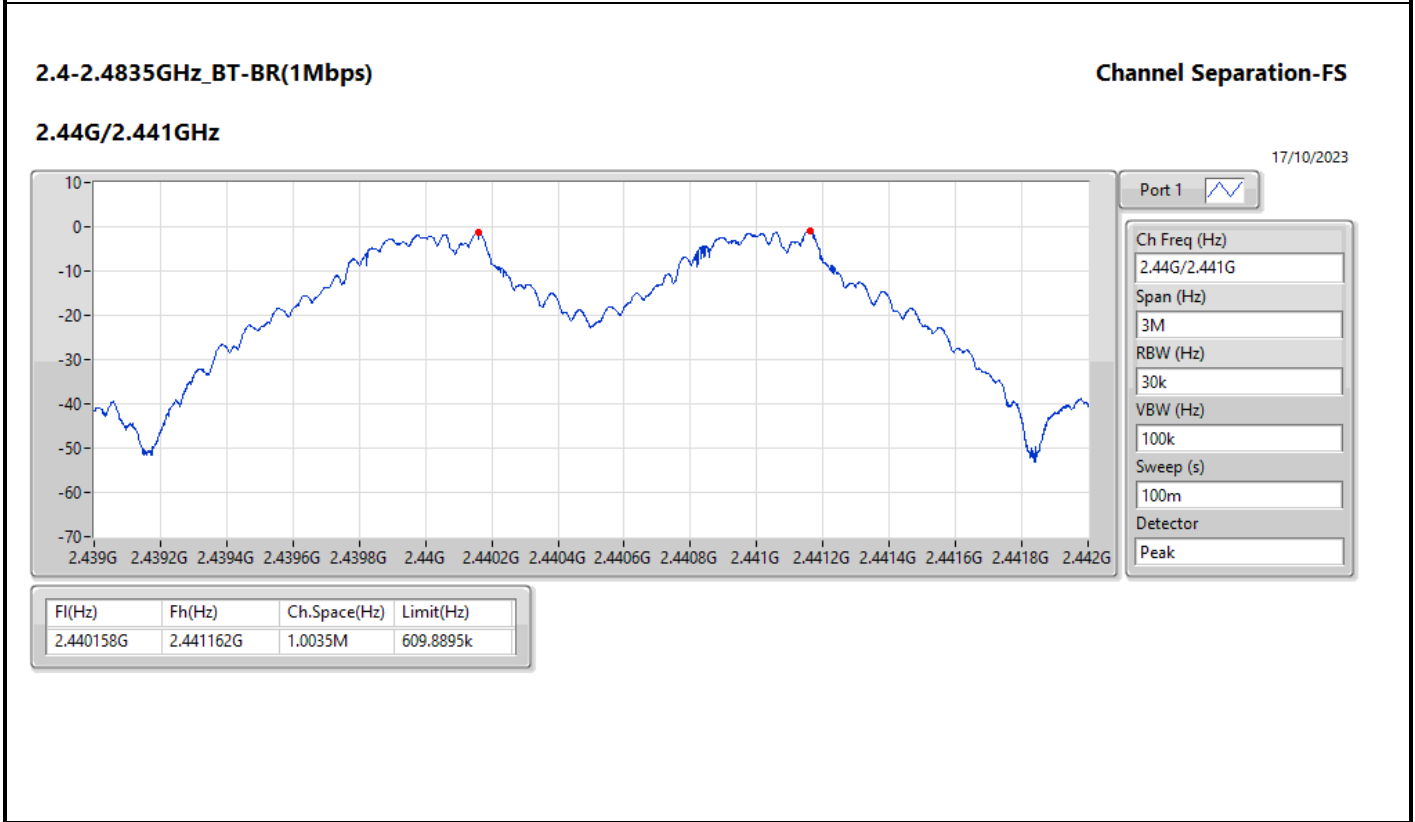 2.4-2.4835GHz_BT-BR(1Mbps)
Channel Separation-FS
2.44G/2.441GHz
17/10/2023
Port 1
10
0
-10
-20
-30
-40
-50
-60
-70
2.439G 2.4392G 2.4394G 2.4396G 2.4398G 2.44G 2.4402G 2.4404G 2.4406G 2.4408G 2.441G 2.4412G 2.4414G 2.4416G 2.4418G 2.442G
Ch Freq (Hz)
2.44G/2.441G
Span (Hz)
3M
RBW (Hz)
30k
VBW (Hz)
100k
Sweep (s)
100m
Detector
Peak
Fl(Hz) Fh(Hz) Ch.Space(Hz) Limit(Hz)
2.440158G 2.441162G 1.0035M 609.8895k